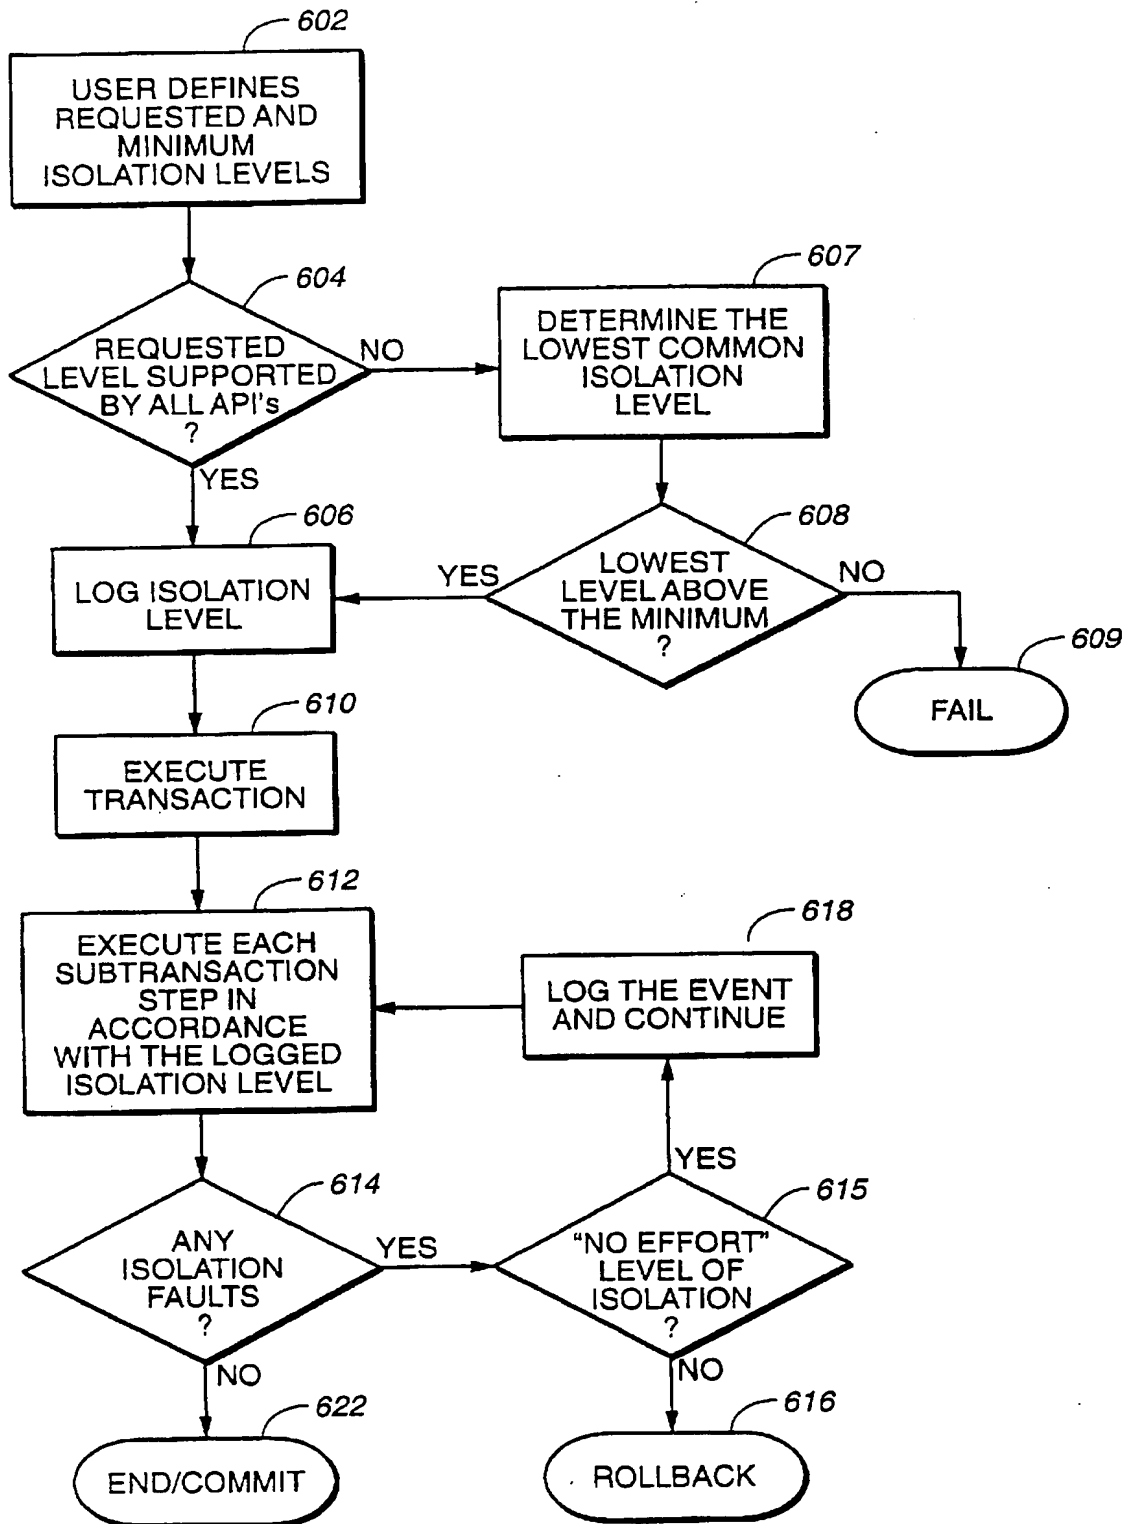 602
USER DEFINES
REQUESTED AND
MINIMUM
ISOLATION LEVELS
604
REQUESTED
LEVEL SUPPORTED
BY ALL API's
?
NO
YES
607
DETERMINE THE
LOWEST COMMON
ISOLATION
LEVEL
606
LOG ISOLATION
LEVEL
608
LOWEST
LEVEL ABOVE
THE MINIMUM
?
YES
NO
609
FAIL
610
EXECUTE
TRANSACTION
612
EXECUTE EACH
SUBTRANSACTION
STEP IN
ACCORDANCE
WITH THE LOGGED
ISOLATION LEVEL
618
LOG THE EVENT
AND CONTINUE
614
ANY
ISOLATION
FAULTS
?
YES
NO
615
"NO EFFORT"
LEVEL OF
ISOLATION
?
YES
NO
622
END/COMMIT
616
ROLLBACK